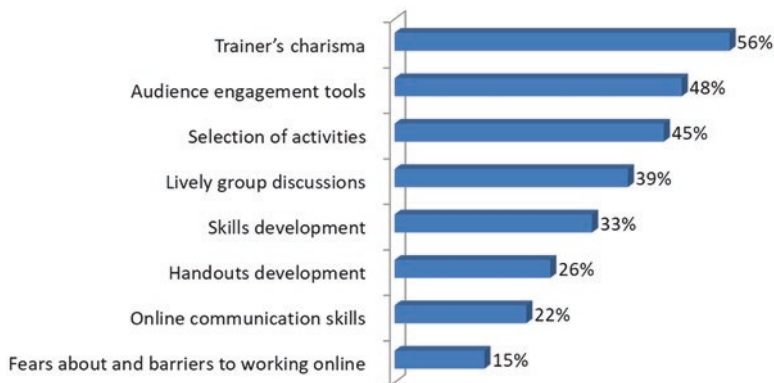 Trainer’s charisma 56%
Audience engagement tools 48%
Selection of activities 45%
Lively group discussions 39%
Skills development 33%
Handouts development 26%
Online communication skills 22%
Fears about and barriers to working online 15%